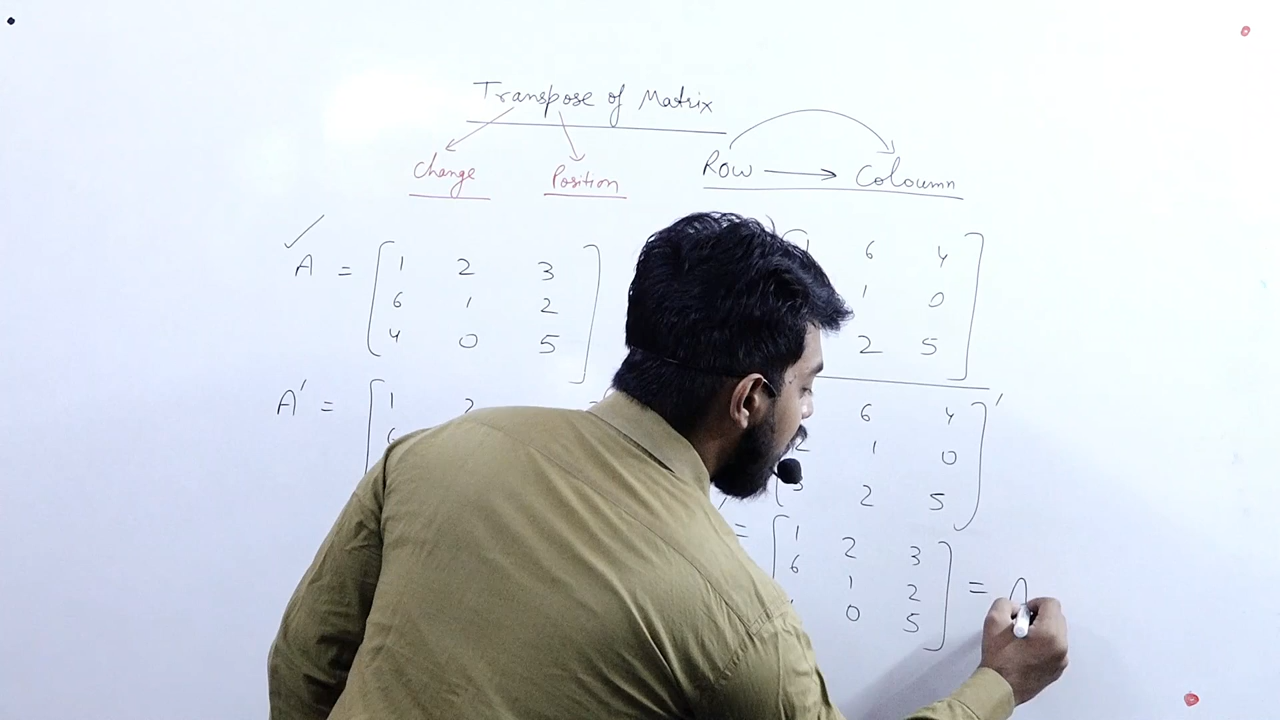 Transpose of Matrix
Change Position
Row → Coloumn
A = [ 1 2 3
6 1 2
4 0 5 ]
6 4
1 0
2 5 ]
A' = [ 1 2
6 4 ]'
2 1 0
3 2 5
= [ 1 2 3
6 1 2
0 5 ] = A